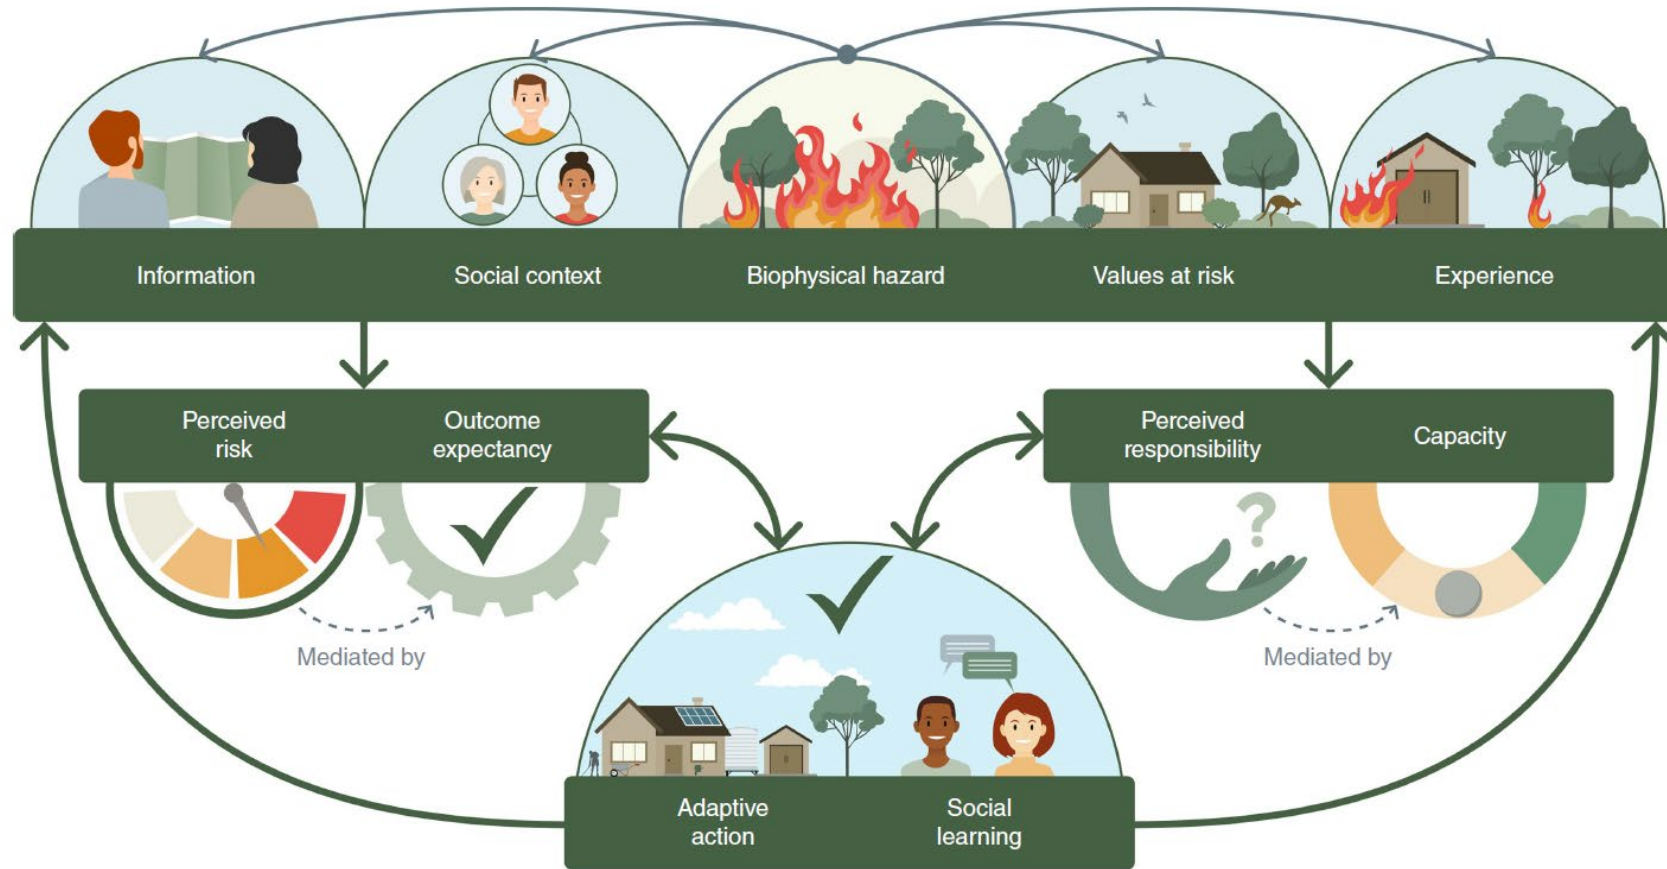 Information
Social context
Biophysical hazard
Values at risk
Experience
Perceived
risk
Outcome
expectancy
Perceived
responsibility
Capacity
?
Mediated by
Mediated by
Adaptive
action
Social
learning